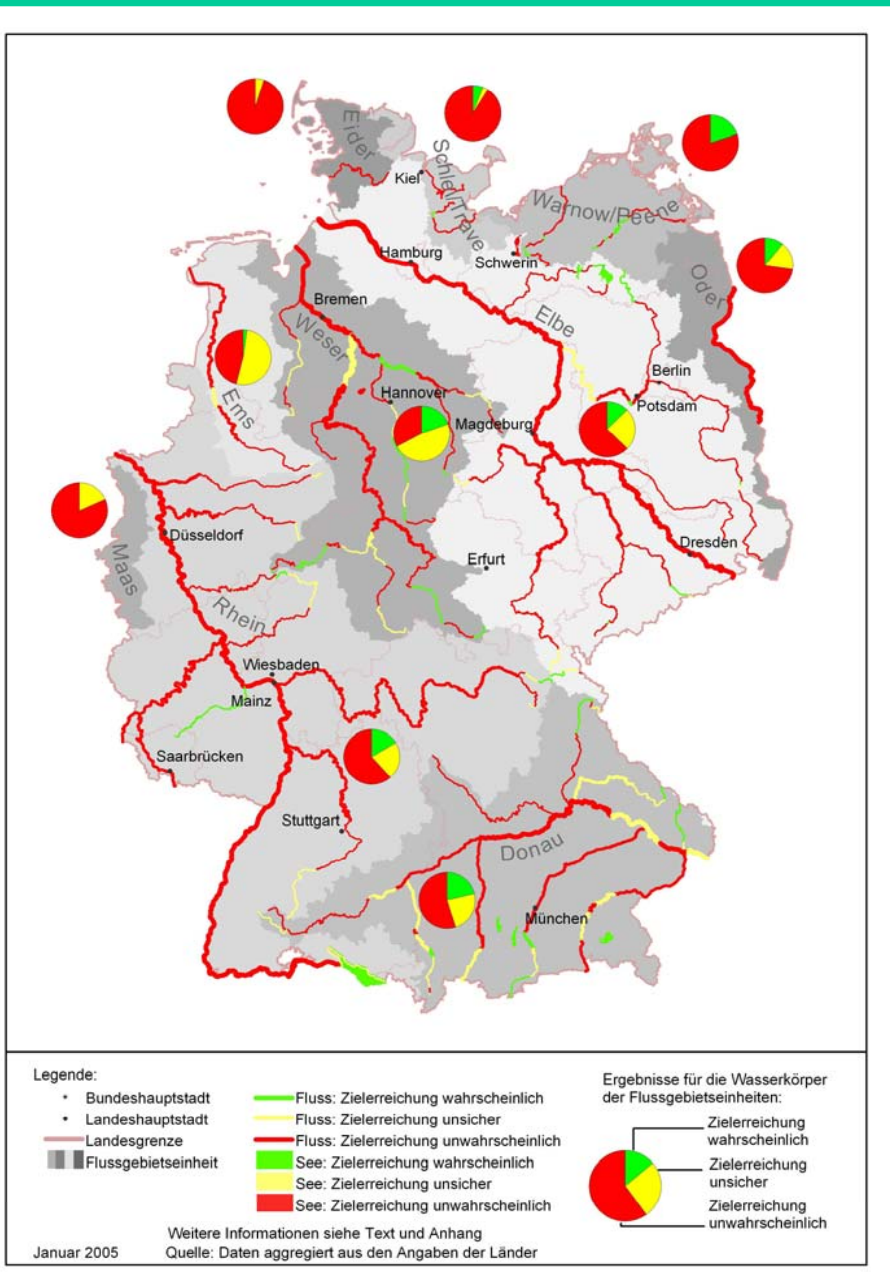 Eider
Schlei/Trave
Kiel
Warnow/Peene
Hamburg
Schwerin
Oder
Bremen
Elbe
Weser
Berlin
Ems
Hannover
Potsdam
Magdeburg
Düsseldorf
Dresden
Maas
Erfurt
Rhein
Wiesbaden
Mainz
Saarbrücken
Stuttgart
Donau
München
Legende:
Bundeshauptstadt
Landeshauptstadt
Landesgrenze
Flussgebietseinheit
Fluss: Zielerreichung wahrscheinlich
Fluss: Zielerreichung unsicher
Fluss: Zielerreichung unwahrscheinlich
See: Zielerreichung wahrscheinlich
See: Zielerreichung unsicher
See: Zielerreichung unwahrscheinlich
Ergebnisse für die Wasserkörper
der Flussgebietseinheiten:
Zielerreichung
wahrscheinlich
Zielerreichung
unsicher
Zielerreichung
unwahrscheinlich
Weitere Informationen siehe Text und Anhang
Januar 2005
Quelle: Daten aggregiert aus den Angaben der Länder